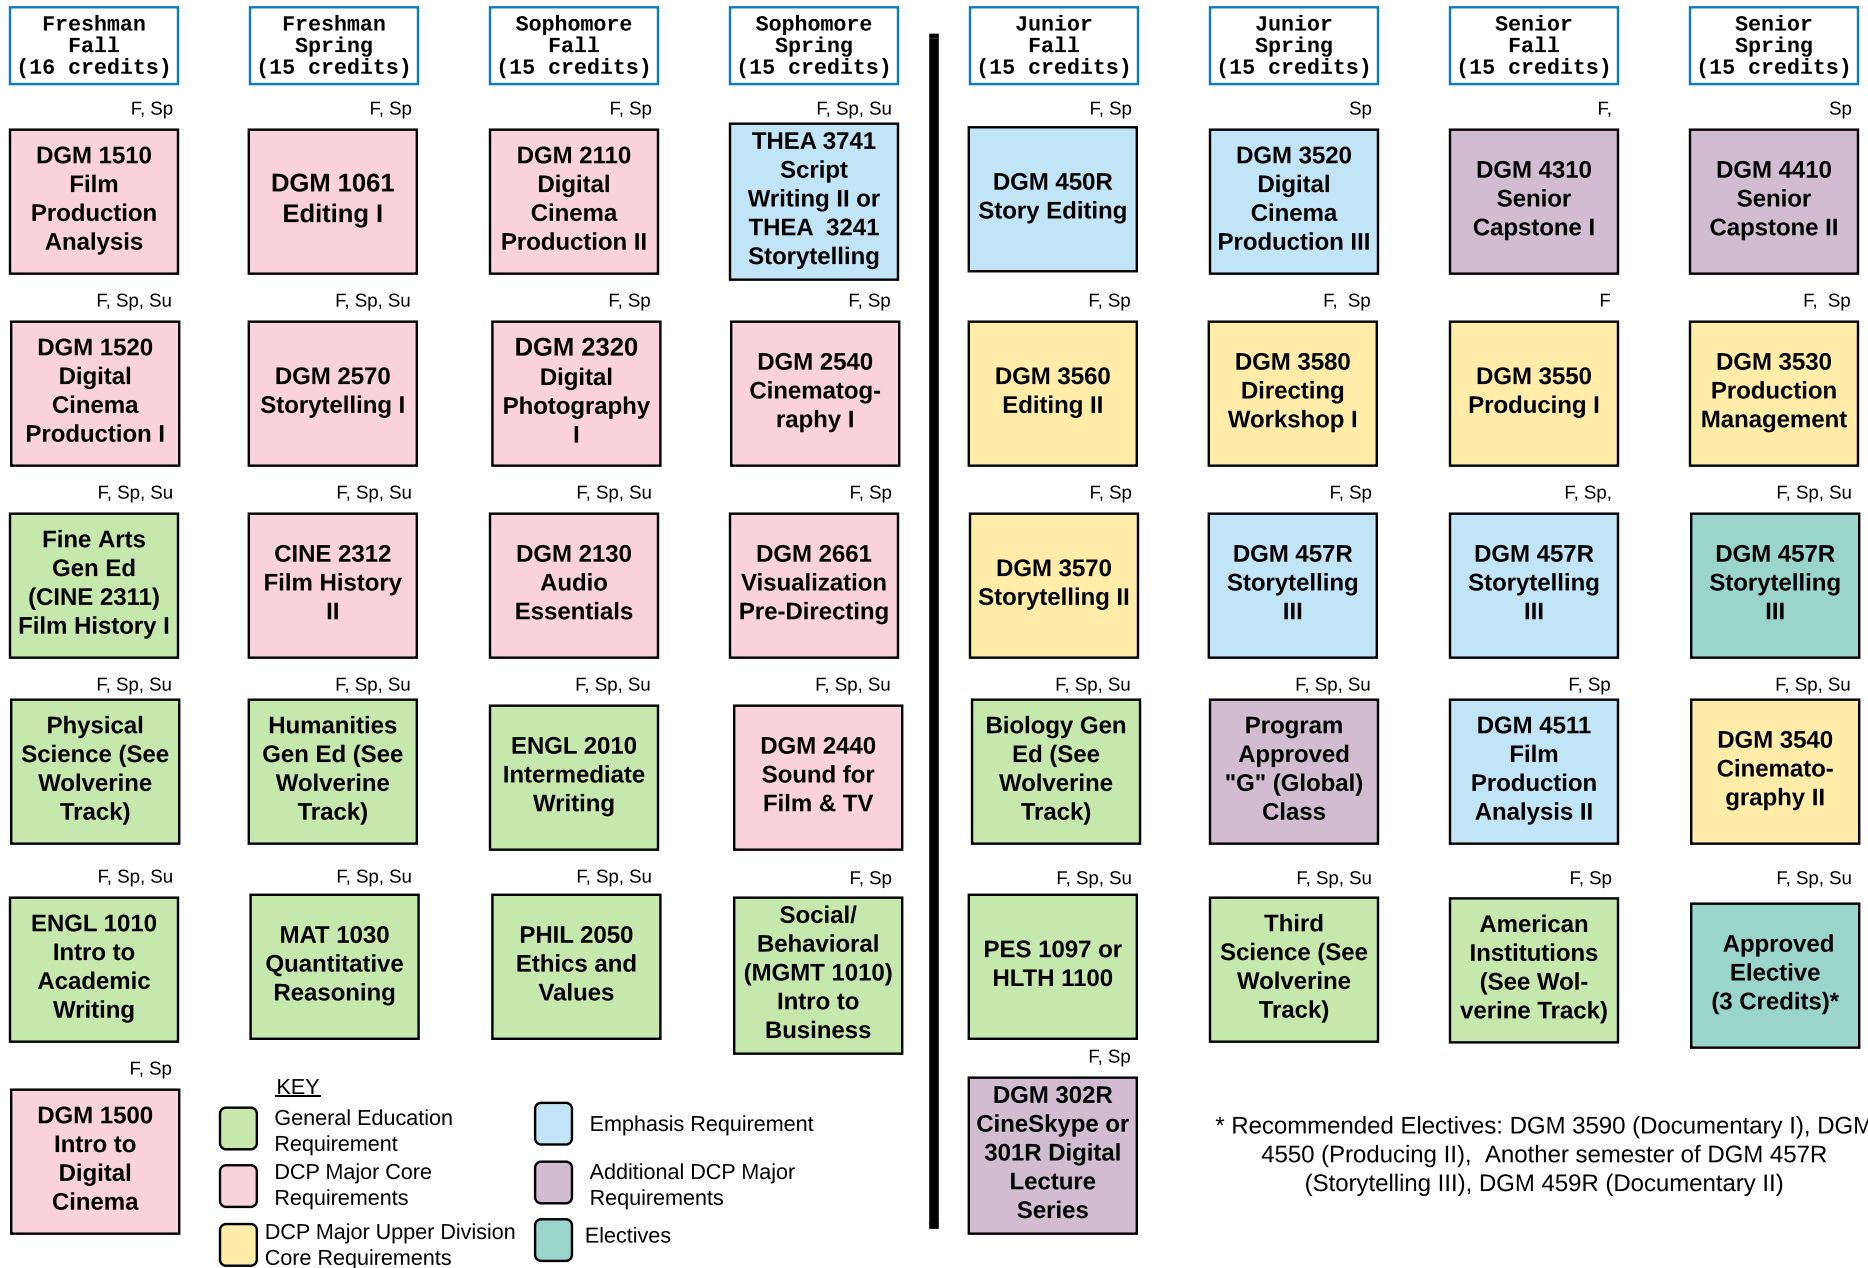 Freshman
Fall
(16 credits)
Freshman
Spring
(15 credits)
Sophomore
Fall
(15 credits)
Sophomore
Spring
(15 credits)
Junior
Fall
(15 credits)
Junior
Spring
(15 credits)
Senior
Fall
(15 credits)
Senior
Spring
(15 credits)
F, Sp
DGM 1510
Film
Production
Analysis
F, Sp
DGM 1061
Editing I
F, Sp
DGM 2110
Digital
Cinema
Production II
F, Sp, Su
THEA 3741
Script
Writing II or
THEA 3241
Storytelling
F, Sp
DGM 450R
Story Editing
Sp
DGM 3520
Digital
Cinema
Production III
F,
DGM 4310
Senior
Capstone I
Sp
DGM 4410
Senior
Capstone II
F, Sp, Su
DGM 1520
Digital
Cinema
Production I
F, Sp, Su
DGM 2570
Storytelling I
F, Sp
DGM 2320
Digital
Photography
I
F, Sp
DGM 2540
Cinematog-
raphy I
F, Sp
DGM 3560
Editing II
F, Sp
DGM 3580
Directing
Workshop I
F
DGM 3550
Producing I
F, Sp
DGM 3530
Production
Management
F, Sp, Su
Fine Arts
Gen Ed
(CINE 2311)
Film History I
F, Sp, Su
CINE 2312
Film History
II
F, Sp, Su
DGM 2130
Audio
Essentials
F, Sp
DGM 2661
Visualization
Pre-Directing
F, Sp
DGM 3570
Storytelling II
F, Sp
DGM 457R
Storytelling
III
F, Sp,
DGM 457R
Storytelling
III
F, Sp, Su
DGM 457R
Storytelling
III
F, Sp, Su
Physical
Science (See
Wolverine
Track)
F, Sp, Su
Humanities
Gen Ed (See
Wolverine
Track)
F, Sp, Su
ENGL 2010
Intermediate
Writing
F, Sp, Su
DGM 2440
Sound for
Film & TV
F, Sp, Su
Biology Gen
Ed (See
Wolverine
Track)
F, Sp, Su
Program
Approved
"G" (Global)
Class
F, Sp
DGM 4511
Film
Production
Analysis II
F, Sp, Su
DGM 3540
Cinemato-
graphy II
F, Sp, Su
ENGL 1010
Intro to
Academic
Writing
F, Sp, Su
MAT 1030
Quantitative
Reasoning
F, Sp, Su
PHIL 2050
Ethics and
Values
F, Sp
Social/
Behavioral
(MGMT 1010)
Intro to
Business
F, Sp, Su
PES 1097 or
HLTH 1100
F, Sp, Su
Third
Science (See
Wolverine
Track)
F, Sp
American
Institutions
(See Wol-
verine Track)
F, Sp, Su
Approved
Elective
(3 Credits)*
F, Sp
DGM 1500
Intro to
Digital
Cinema
F, Sp
DGM 302R
CineSkype or
301R Digital
Lecture
Series
KEY
General Education
Requirement
DCP Major Core
Requirements
DCP Major Upper Division
Core Requirements
Emphasis Requirement
Additional DCP Major
Requirements
Electives
* Recommended Electives: DGM 3590 (Documentary I), DGM
4550 (Producing II), Another semester of DGM 457R
(Storytelling III), DGM 459R (Documentary II)